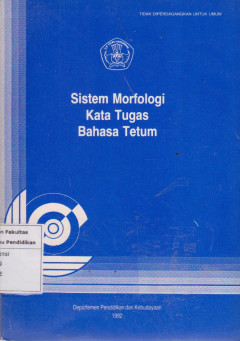 TIDAK DIPERDAGANGKAN UNTUK UMUM
Sistem Morfologi
Kata Tugas
Bahasa Tetum
n Fakultas
u Pendidikan
Departemen Pendidikan dan Kebudayaan
1992